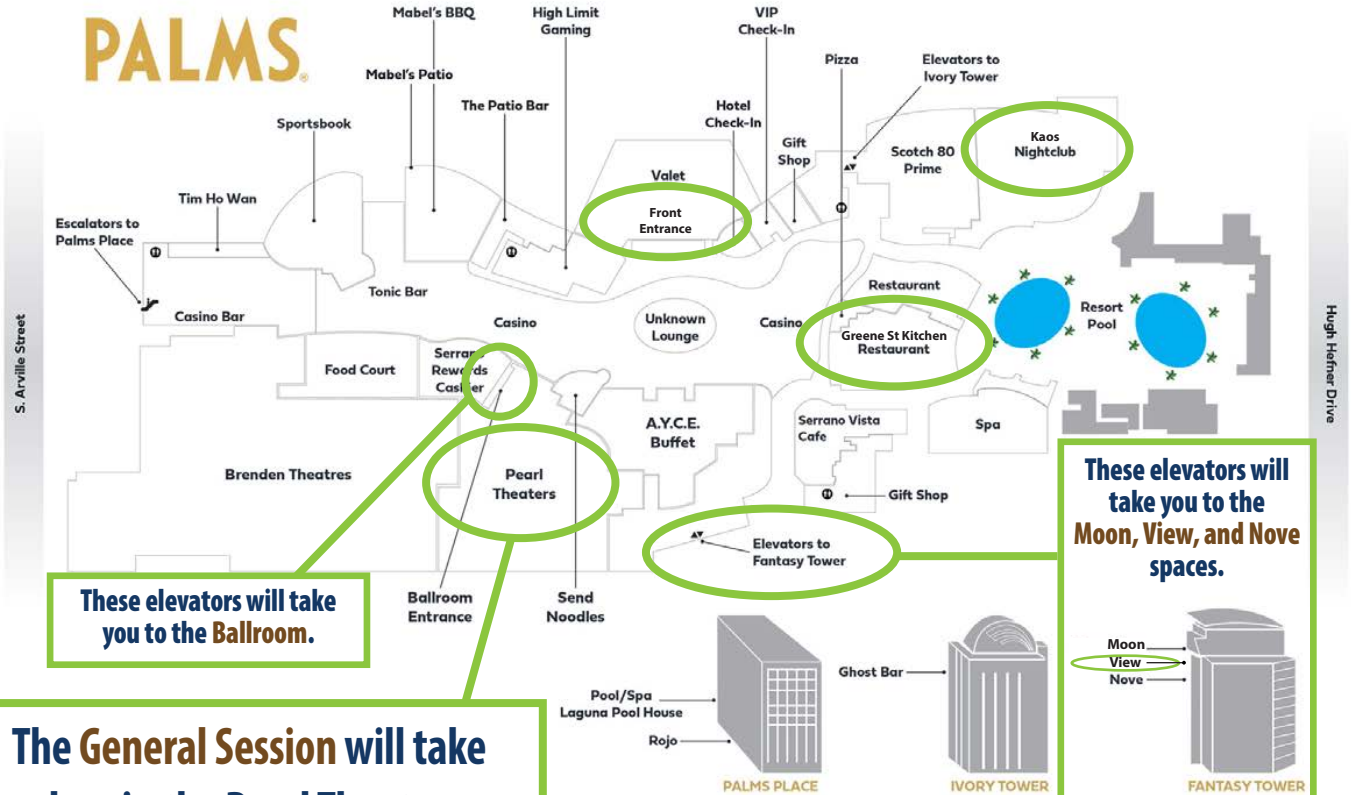 PALMS®
Mabel's BBQ
High Limit
Gaming
VIP
Check-In
Pizza
Elevators to
Ivory Tower
Mabel's Patio
The Patio Bar
Hotel
Check-In
Sportsbook
Gift
Shop
Scotch 80
Prime
Kaos
Nightclub
Valet
Tim Ho Wan
Front
Entrance
Escalators to
Palms Place
Restaurant
Tonic Bar
Casino Bar
Casino
Unknown
Lounge
Casino
Resort
Pool
Greene St Kitchen
Restaurant
S. Arville Street
Hugh Hefner Drive
Food Court
Serrano
Rewards
Cashier
A.Y.C.E.
Buffet
Serrano Vista
Cafe
Spa
Brenden Theatres
Pearl
Theaters
Gift Shop
These elevators will
take you to the
Moon, View, and Nove
spaces.
Elevators to
Fantasy Tower
These elevators will take
you to the Ballroom.
Ballroom
Entrance
Send
Noodles
Moon
View
Nove
Ghost Bar
Pool/Spa
Laguna Pool House
Rojo
The General Session will take
PALMS PLACE
IVORY TOWER
FANTASY TOWER